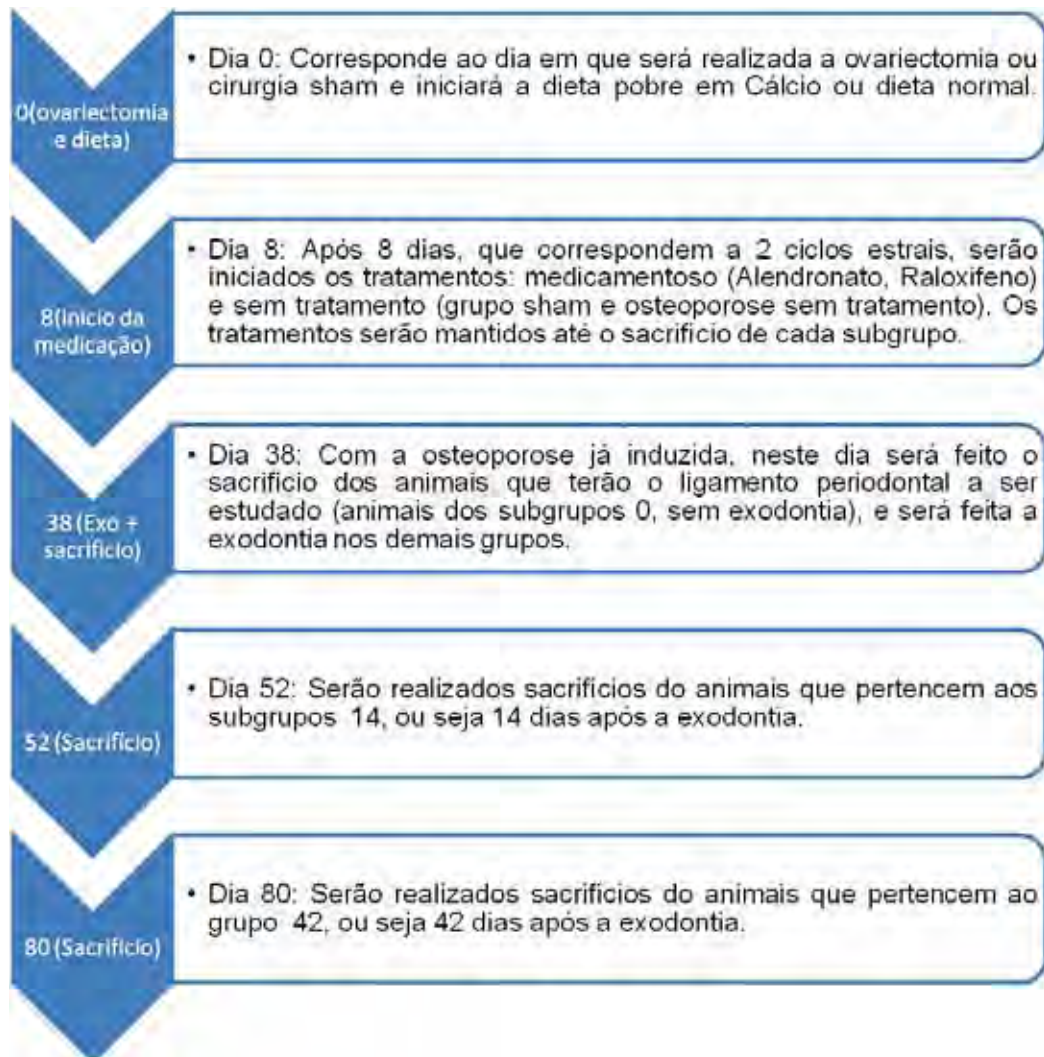 0(ovariectomia
e dieta)
• Dia 0: Corresponde ao dia em que será realizada a ovariectomia ou
cirurgia sham e iniciará a dieta pobre em Cálcio ou dieta normal.
8(Inicio da
medicação)
• Dia 8: Após 8 dias, que correspondem a 2 ciclos estrais, serão
iniciados os tratamentos: medicamentoso (Alendronato, Raloxifeno)
e sem tratamento (grupo sham e osteoporose sem tratamento). Os
tratamentos serão mantidos até o sacrifício de cada subgrupo.
38 (Exo +
sacrificio)
• Dia 38: Com a osteoporose já induzida, neste dia será feito o
sacrificio dos animais que terão o ligamento periodontal a ser
estudado (animais dos subgrupos 0, sem exodontia), e será feita a
exodontia nos demais grupos.
52 (Sacrifício)
• Dia 52: Serão realizados sacrifícios do animais que pertencem aos
subgrupos 14, ou seja 14 dias após a exodontia.
80 (Sacrificio)
• Dia 80: Serão realizados sacrifícios do animais que pertencem ao
grupo 42, ou seja 42 dias após a exodontia.